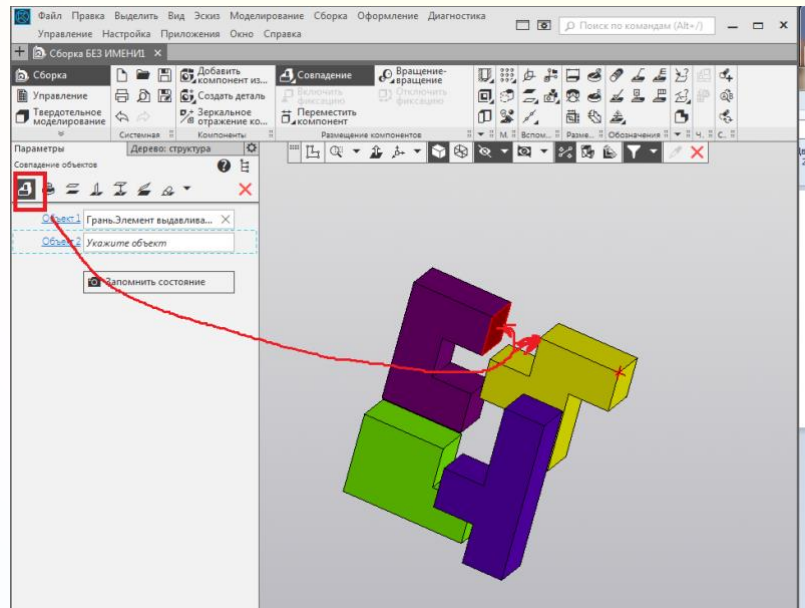 Файл Правка Выделить Вид Эскиз Моделирование Сборка Оформление Диагностика
Управление Настройка Приложения Окно Справка
Поиск по командам (Alt+/)
Сборка БЕЗ ИМЕНИ1
Сборка
Управление
Твердотельное моделирование
Системная
Добавить компонент из...
Создать деталь
Зеркальное отражение ко...
Компоненты
Совпадение
Включить фиксацию
Переместить компонент
Вращение-вращение
Отключить фиксацию
Размещение компонентов
М.
Вспом...
Разме...
Обозначения
Ч.
С.
Параметры
Дерево: структура
Совпадение объектов
Объект 1 Грань.Элемент выдавлива...
Объект 2 Укажите объект
Запомнить состояние